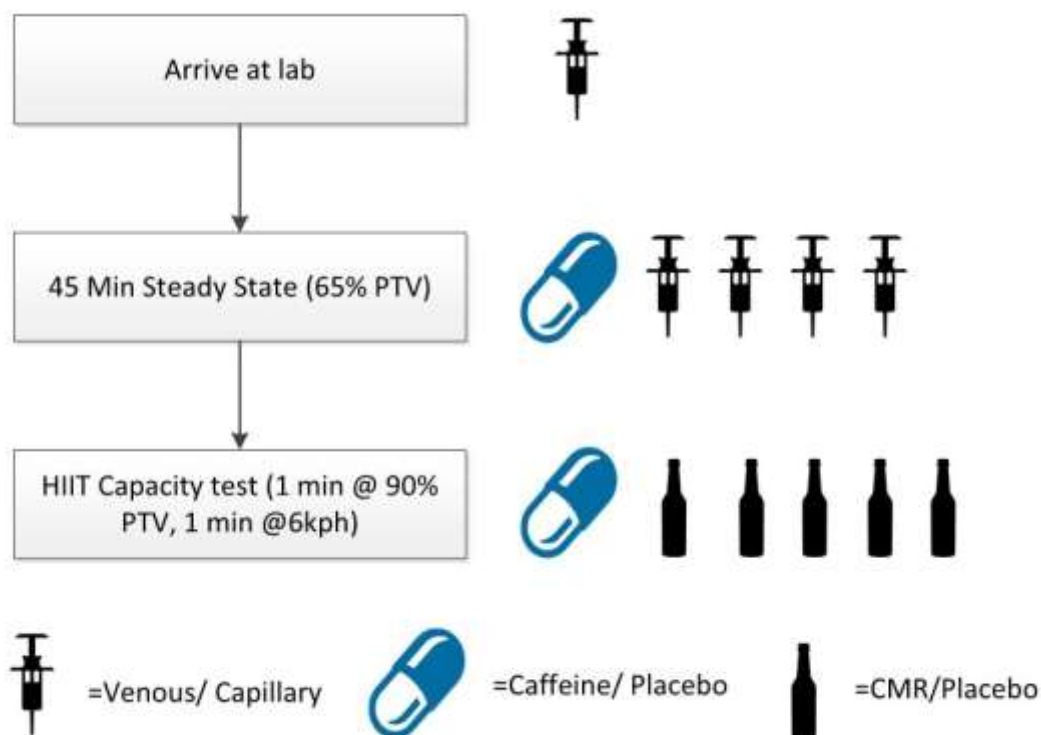 Arrive at lab
45 Min Steady State (65% PTV)
HIIT Capacity test (1 min @ 90%
PTV, 1 min @6kph)
=Venous/ Capillary
=Caffeine/ Placebo
=CMR/Placebo